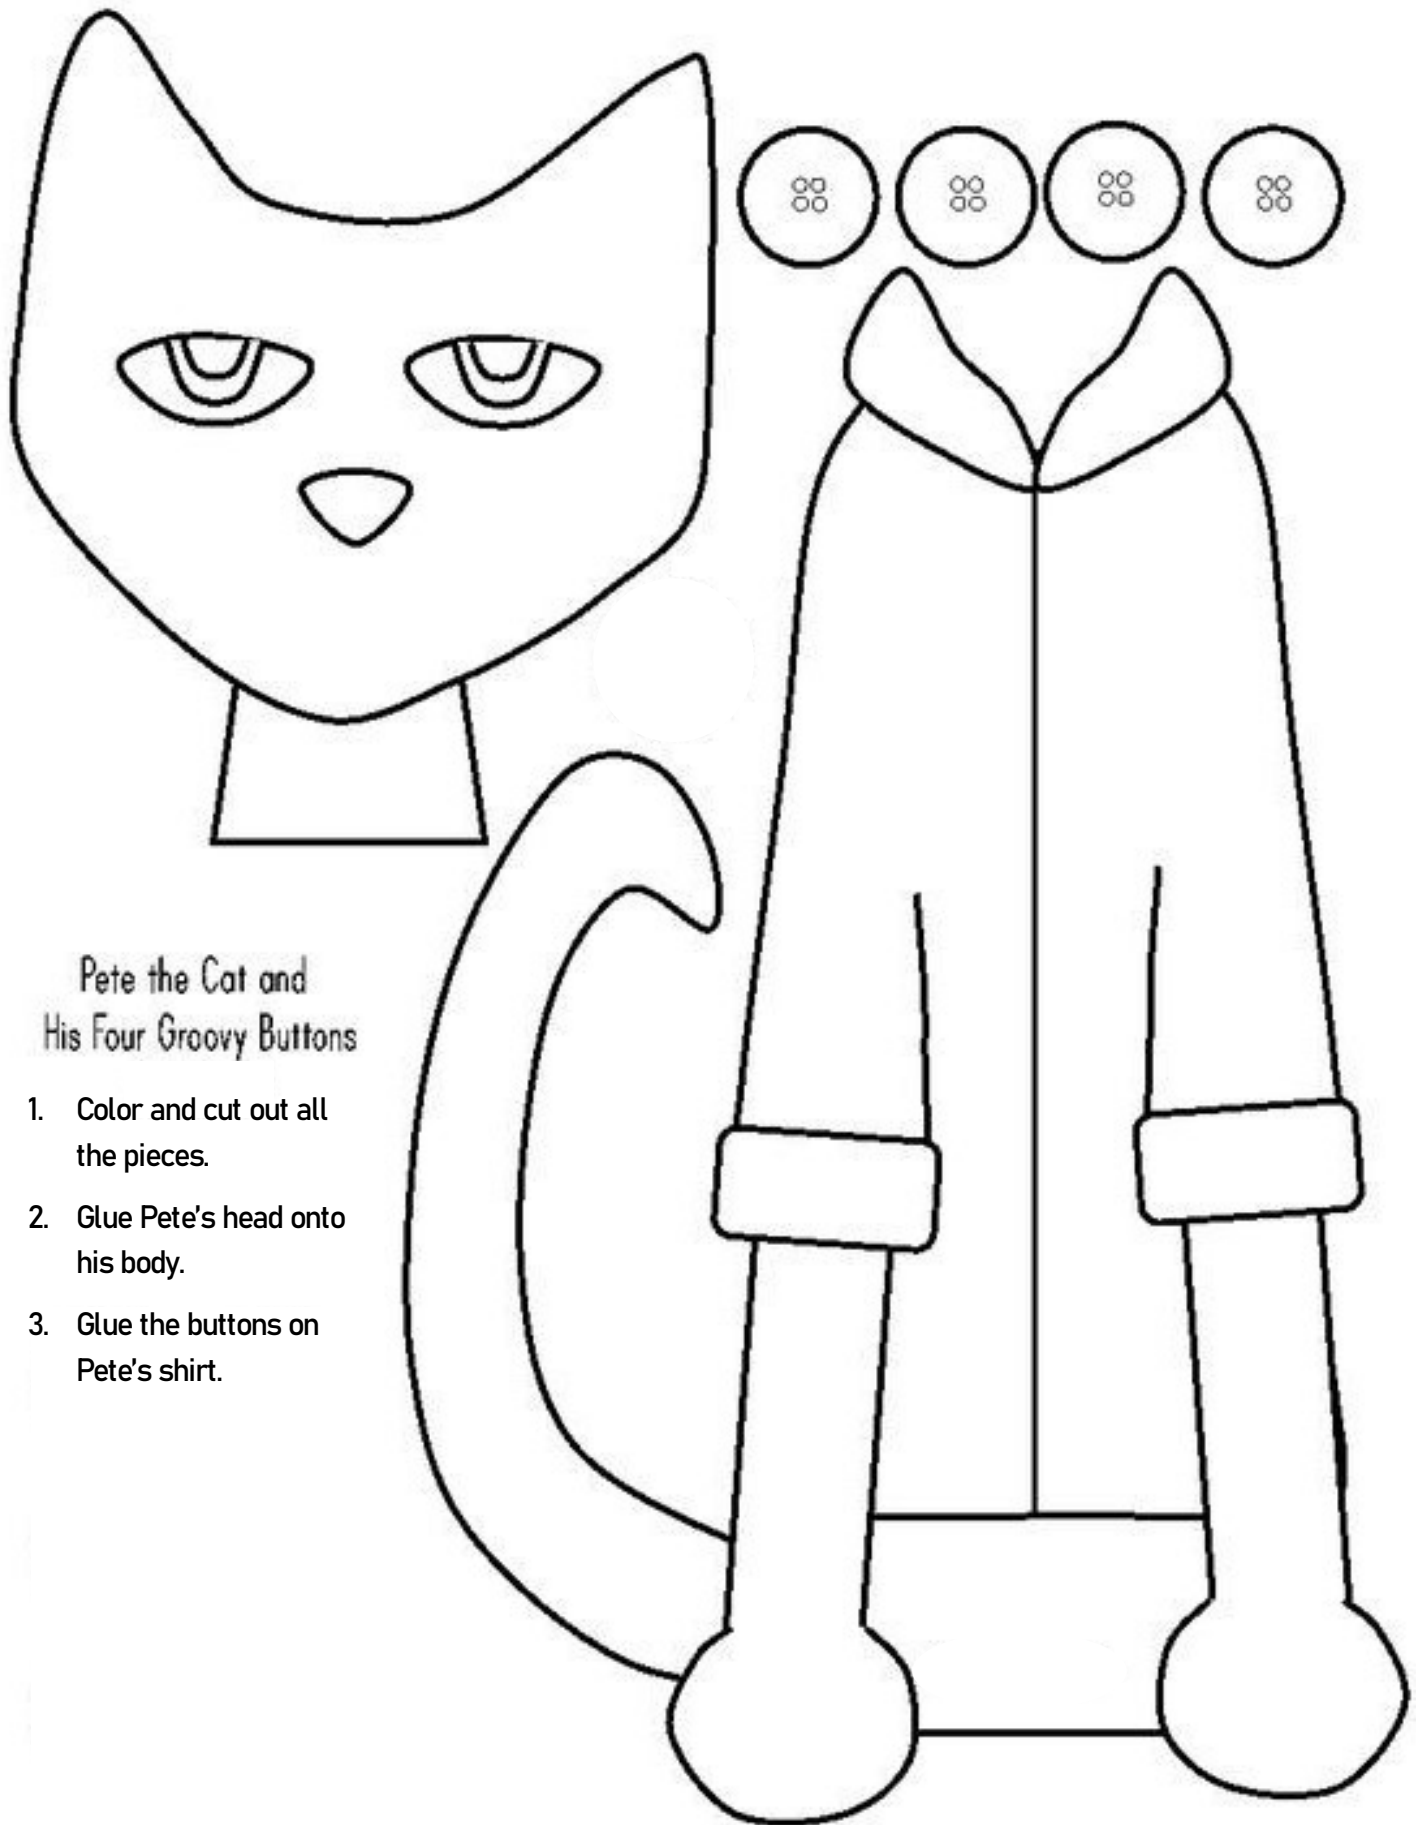 Pete the Cat and
His Four Groovy Buttons
1. Color and cut out all
the pieces.
2. Glue Pete's head onto
his body.
3. Glue the buttons on
Pete's shirt.